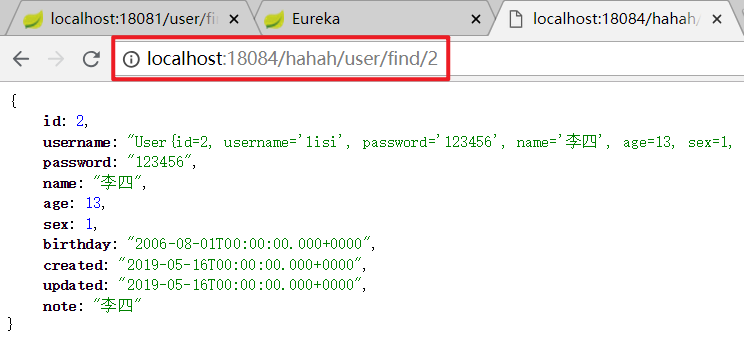 localhost:18081/user/fi
Eureka
localhost:18084/hahah/
localhost:18084/hahah/user/find/2
{
id: 2,
username: "User{id=2, username='lisi', password='123456', name='李四', age=13, sex=1,
password: "123456",
name: "李四",
age: 13,
sex: 1,
birthday: "2006-08-01T00:00:00.000+0000",
created: "2019-05-16T00:00:00.000+0000",
updated: "2019-05-16T00:00:00.000+0000",
note: "李四"
}